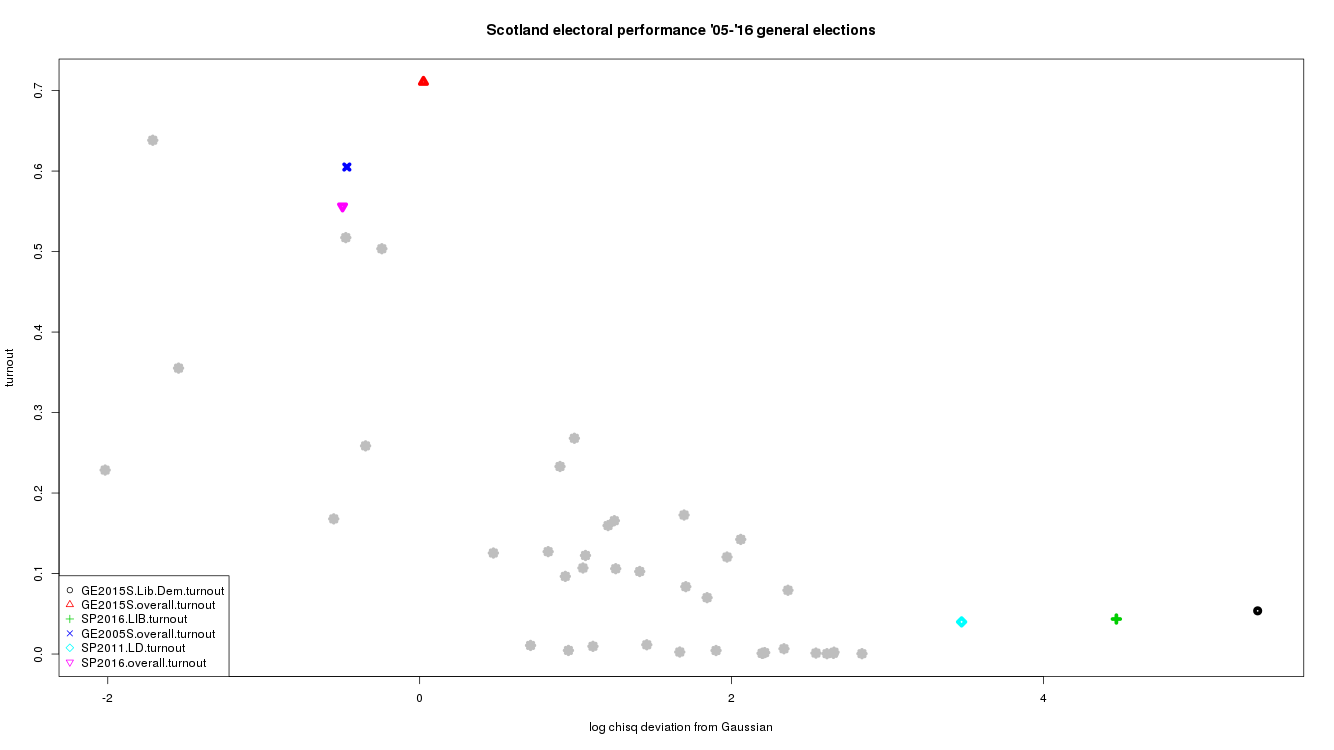 Scotland electoral performance '05-'16 general elections
turnout
0.7
0.6
0.5
0.4
0.3
0.2
0.1
0.0
GE2015S.Lib.Dem.turnout
GE2015S.overall.turnout
SP2016.LIB.turnout
GE2005S.overall.turnout
SP2011.LD.turnout
SP2016.overall.turnout
-2 0 2 4
log chisq deviation from Gaussian